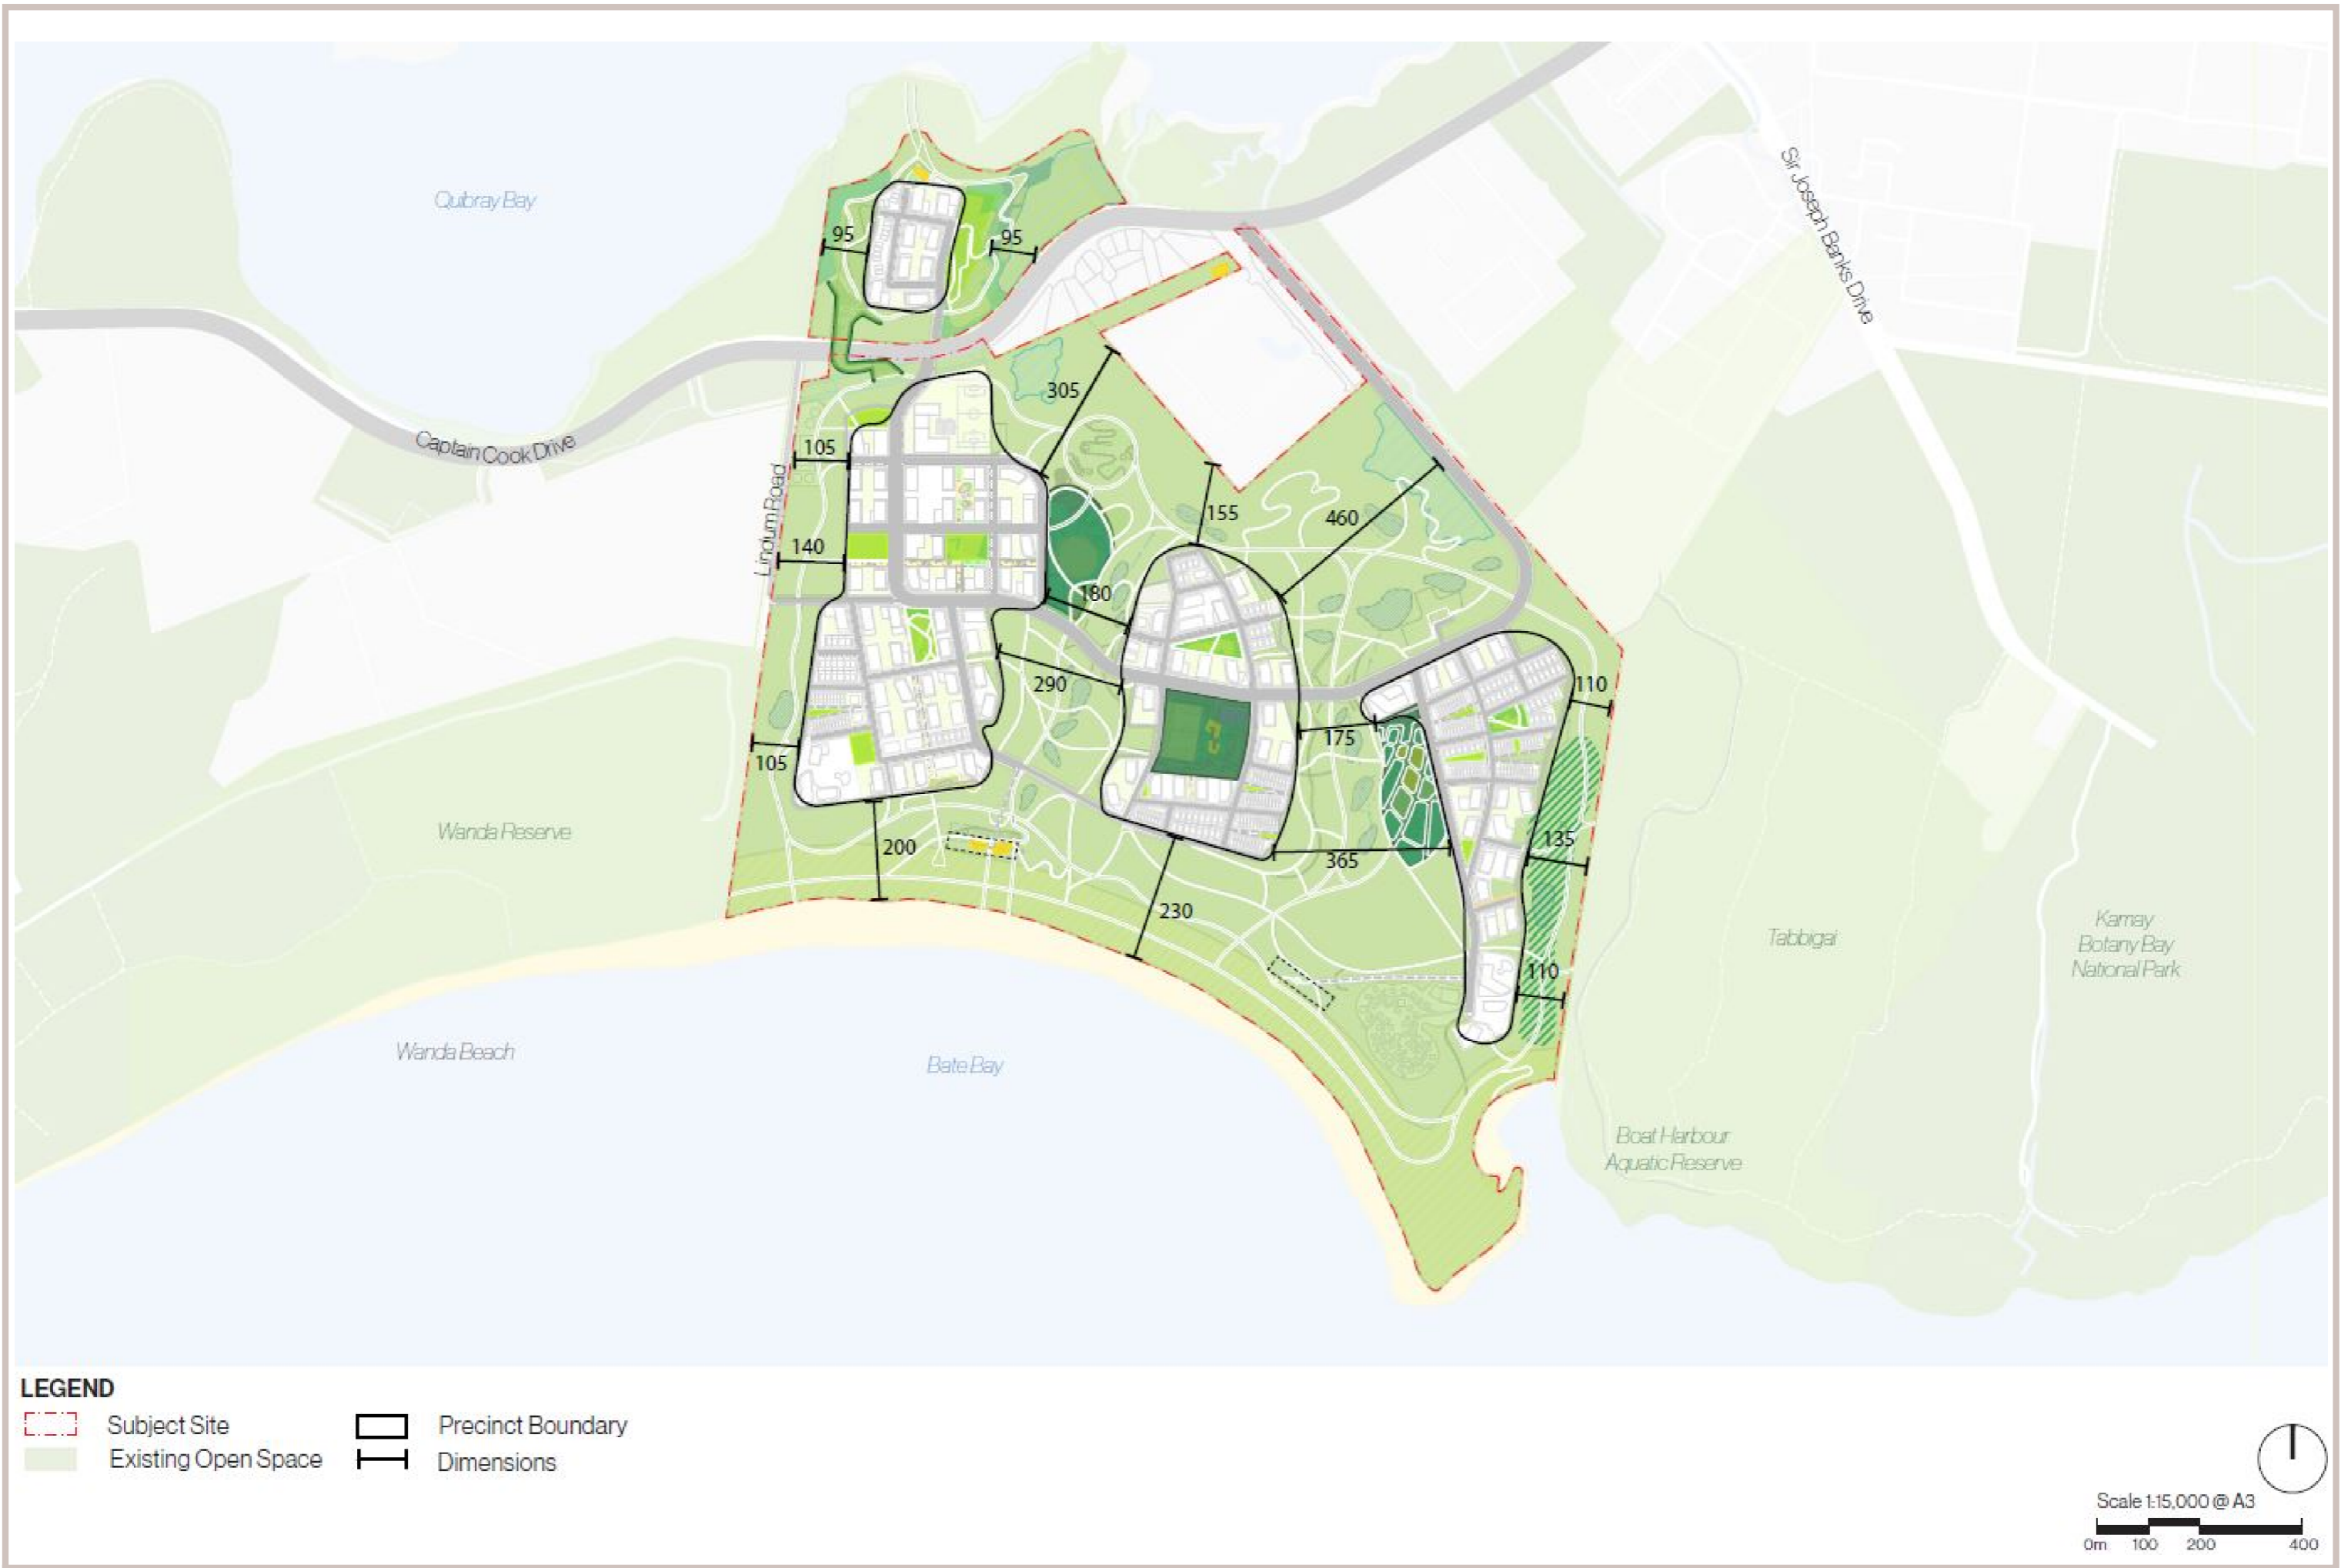 Quibray Bay
Sir Joseph Banks Drive
95
95
305
Captain Cook Drive
105
Lindum Road
155
460
140
180
290
110
175
105
Wanda Reserve
200
365
135
230
Kamay
Botany Bay
National Park
Tabbigai
110
Wanda Beach
Bate Bay
Boat Harbour
Aquatic Reserve
LEGEND
Subject Site
Precinct Boundary
Existing Open Space
Dimensions
Scale 1:15,000 @ A3
0m 100 200 400